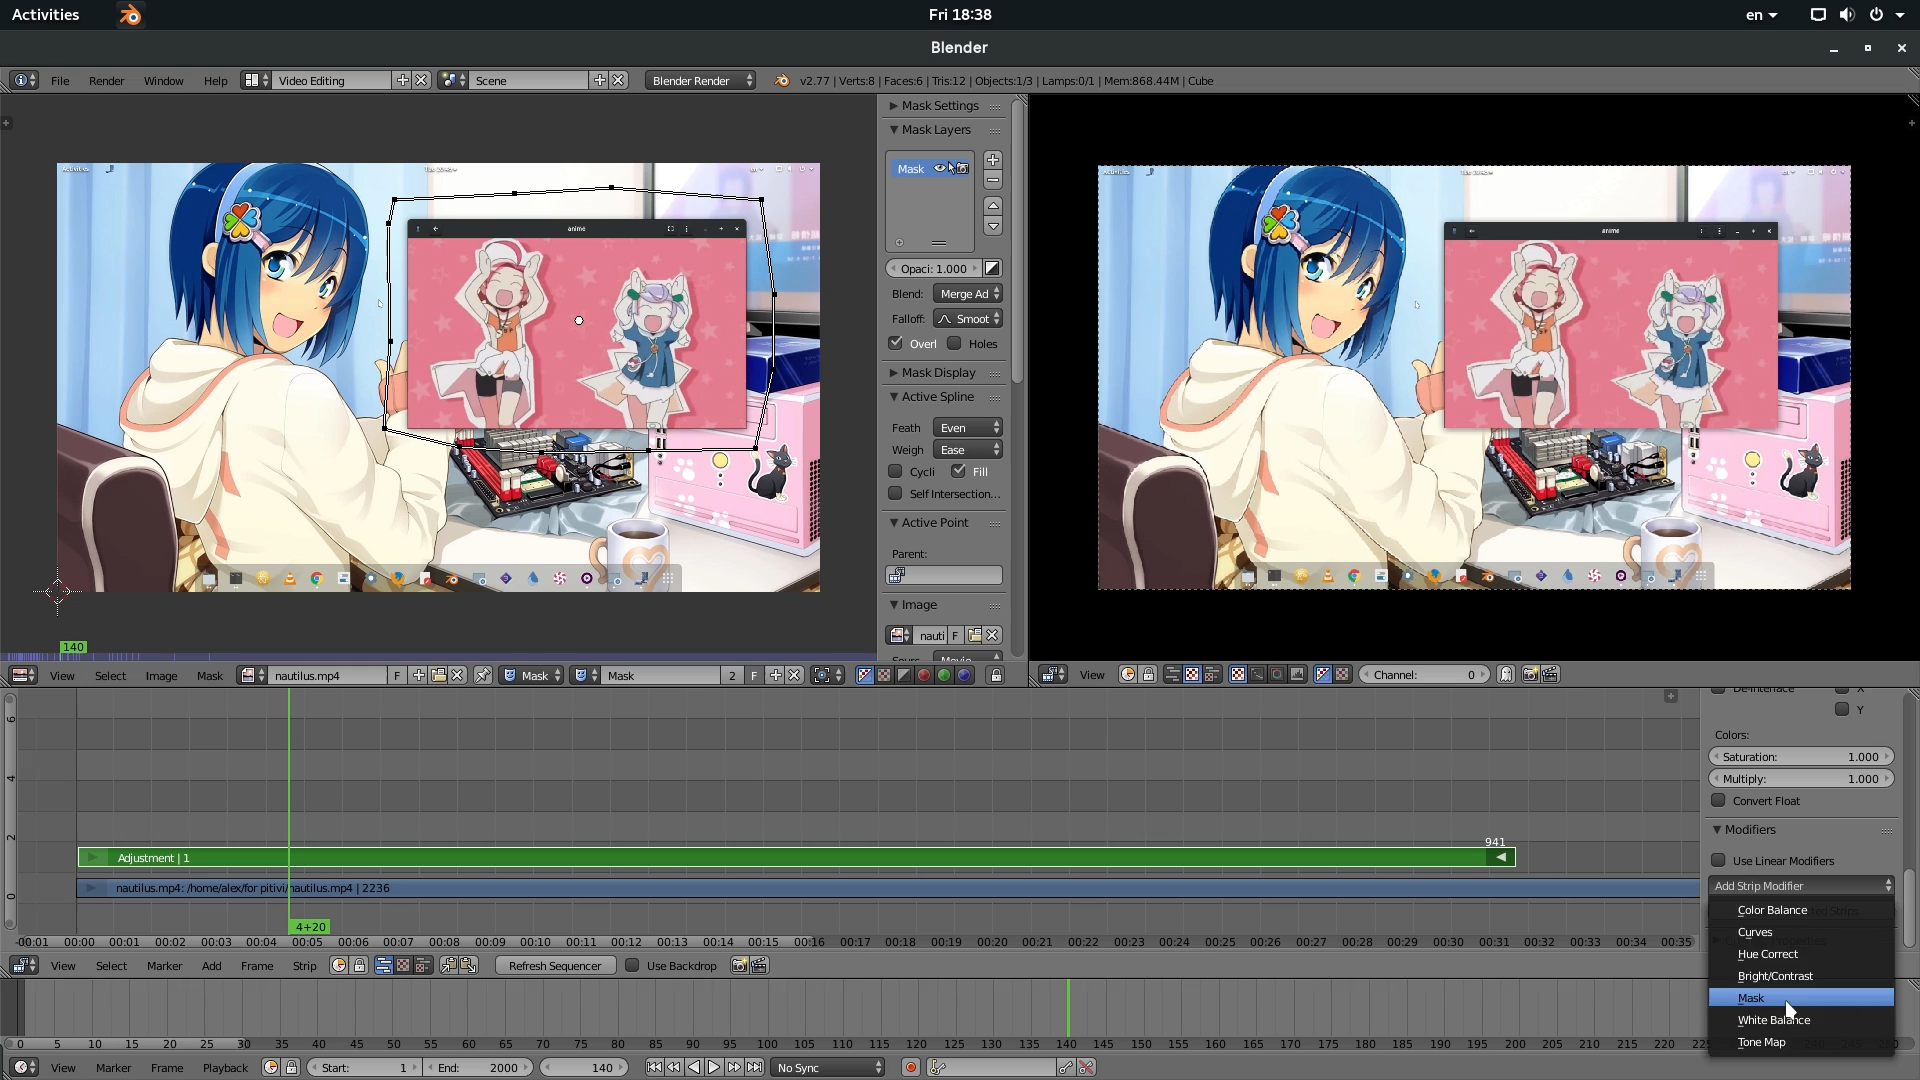 Activities
Fri 18:38
en
Blender
File Render Window Help Video Editing Scene Blender Render v2.77 | Verts:8 | Faces:6 | Tris:12 | Objects:1/3 | Lamps:0/1 | Mem:868.44M | Cube
Activities
anime
140
Mask Settings
Mask Layers
Mask
Opaci: 1.000
Blend: Merge Ad
Falloff: Smoot
Overl Holes
Mask Display
Active Spline
Feath Even
Weigh Ease
Cycli Fill
Self Intersection...
Active Point
Parent:
Image
nauti F
Movie
anime
View Select Image Mask nautilus.mp4 F Mask Mask 2 F
View Channel: 0
6
4
2
0
941
Adjustment | 1
nautilus.mp4: /home/alex/for pitivi/nautilus.mp4 | 2236
4+20
-00:01 00:00 00:01 00:02 00:03 00:04 00:05 00:06 00:07 00:08 00:09 00:10 00:11 00:12 00:13 00:14 00:15 00:16 00:17 00:18 00:19 00:20 00:21 00:22 00:23 00:24 00:25 00:26 00:27 00:28 00:29 00:30 00:31 00:32 00:33 00:34 00:35
View Select Marker Add Frame Strip Refresh Sequencer Use Backdrop
De-Interlace X
Y
Colors:
Saturation: 1.000
Multiply: 1.000
Convert Float
Modifiers
Use Linear Modifiers
Add Strip Modifier
Color Balance
Curves
Hue Correct
Bright/Contrast
Mask
White Balance
Tone Map
0 5 10 15 20 25 30 35 40 45 50 55 60 65 70 75 80 85 90 95 100 105 110 115 120 125 130 135 140 145 150 155 160 165 170 175 180 185 190 195 200 205 210 215 220
View Marker Frame Playback Start: 1 End: 2000 140 No Sync